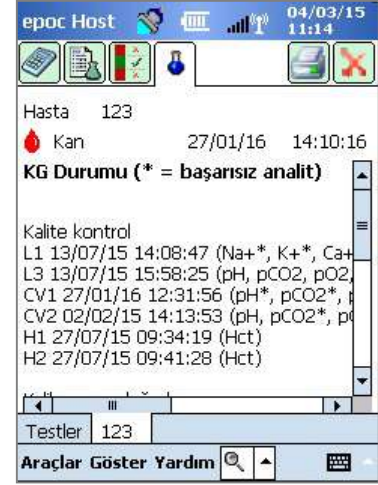 epoc Host 04/03/15
11:14
Hasta 123
Kan 27/01/16 14:10:16
KG Durumu (* = başarısız analit)
Kalite kontrol
L1 13/07/15 14:08:47 (Na+*, K+*, Ca+
L3 13/07/15 15:58:25 (pH, pCO2, pO2,
CV1 27/01/16 12:31:56 (pH*, pCO2*,
CV2 02/02/15 14:13:53 (pH, pCO2*,
H1 27/07/15 09:34:19 (Hct)
H2 27/07/15 09:41:28 (Hct)
Testler 123
Araçlar Göster Yardım